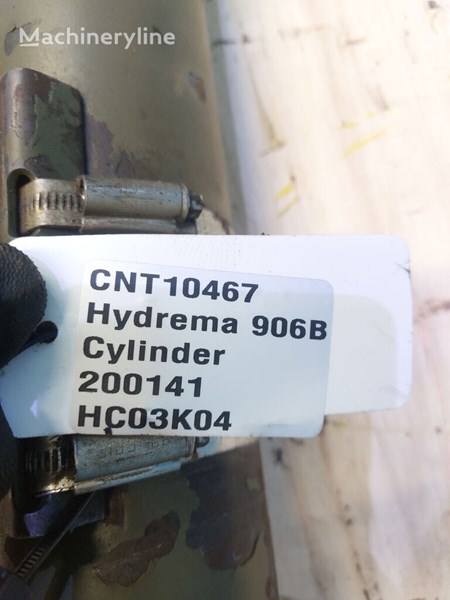 Machineryline
CNT10467
Hydrema 906B
Cylinder
200141
HC03K04